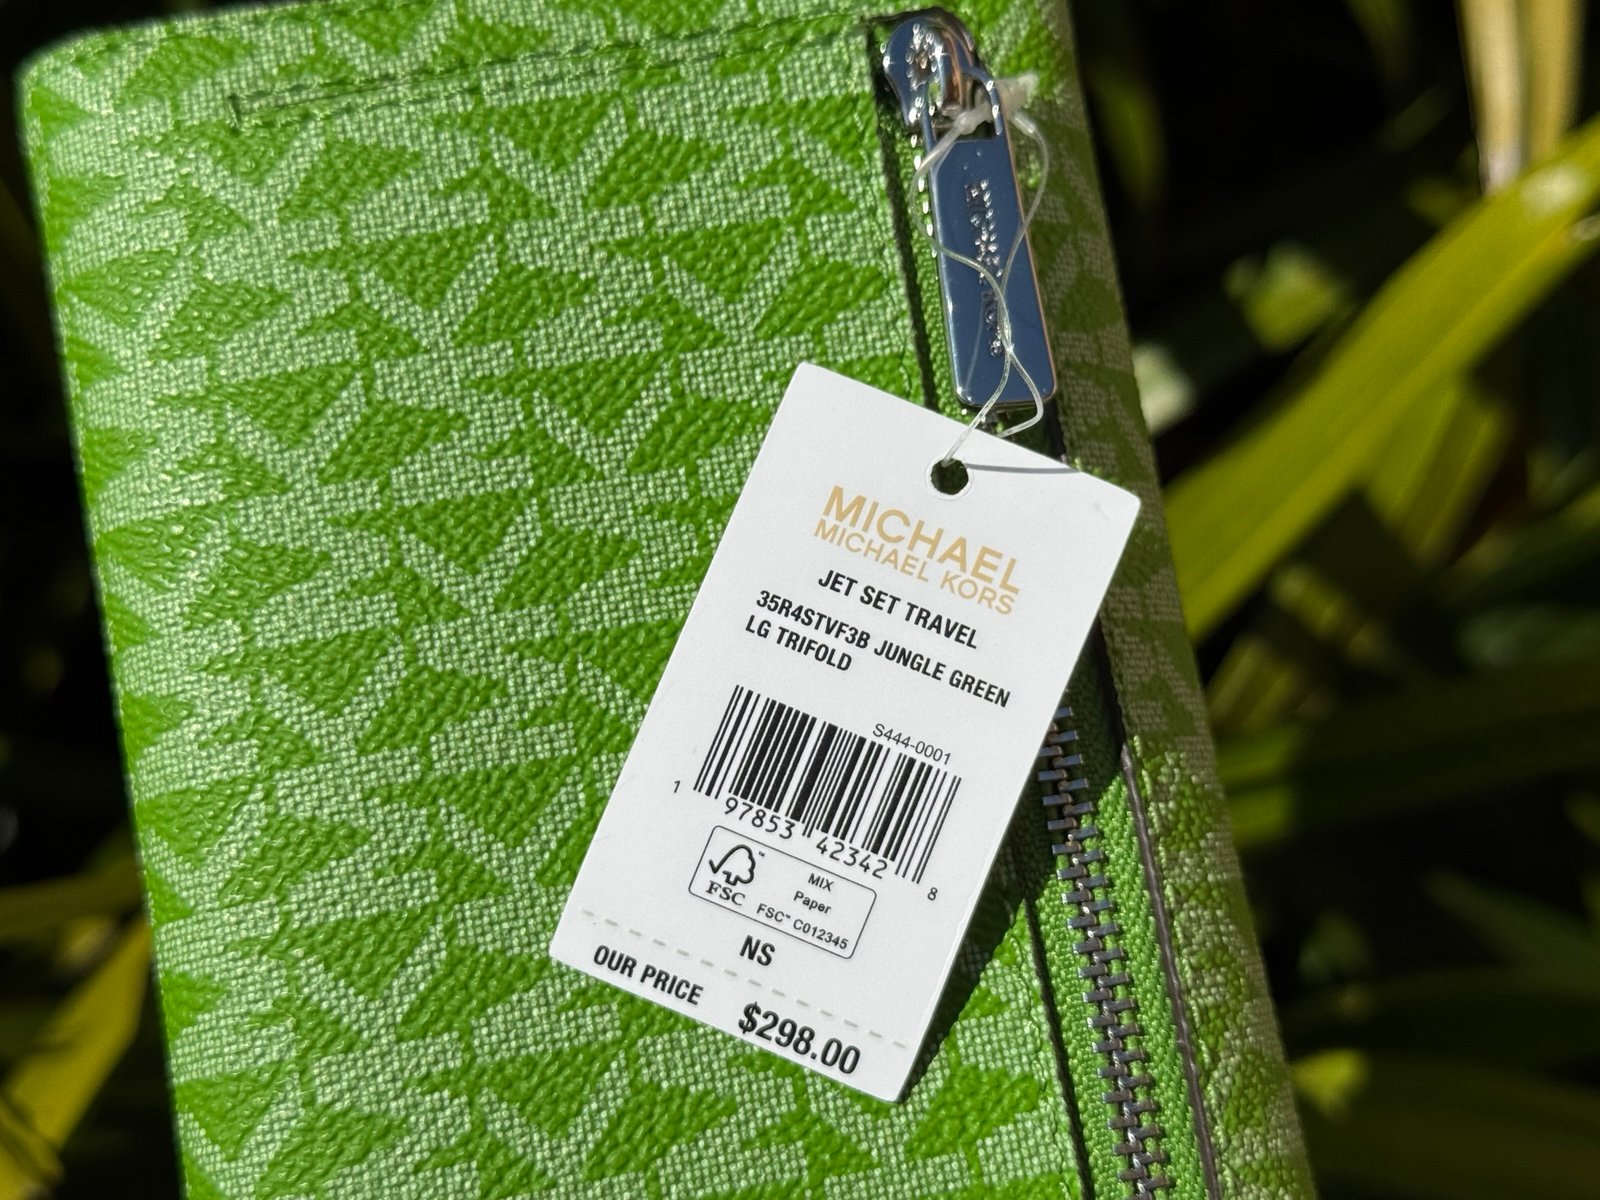 MICHAEL
MICHAEL KORS
JET SET TRAVEL
35R4STVF3B JUNGLE GREEN
LG TRIFOLD
S444-0001
1 97853 42342 8
FSC
MIX
Paper
FSC™ C012345
NS
OUR PRICE $298.00